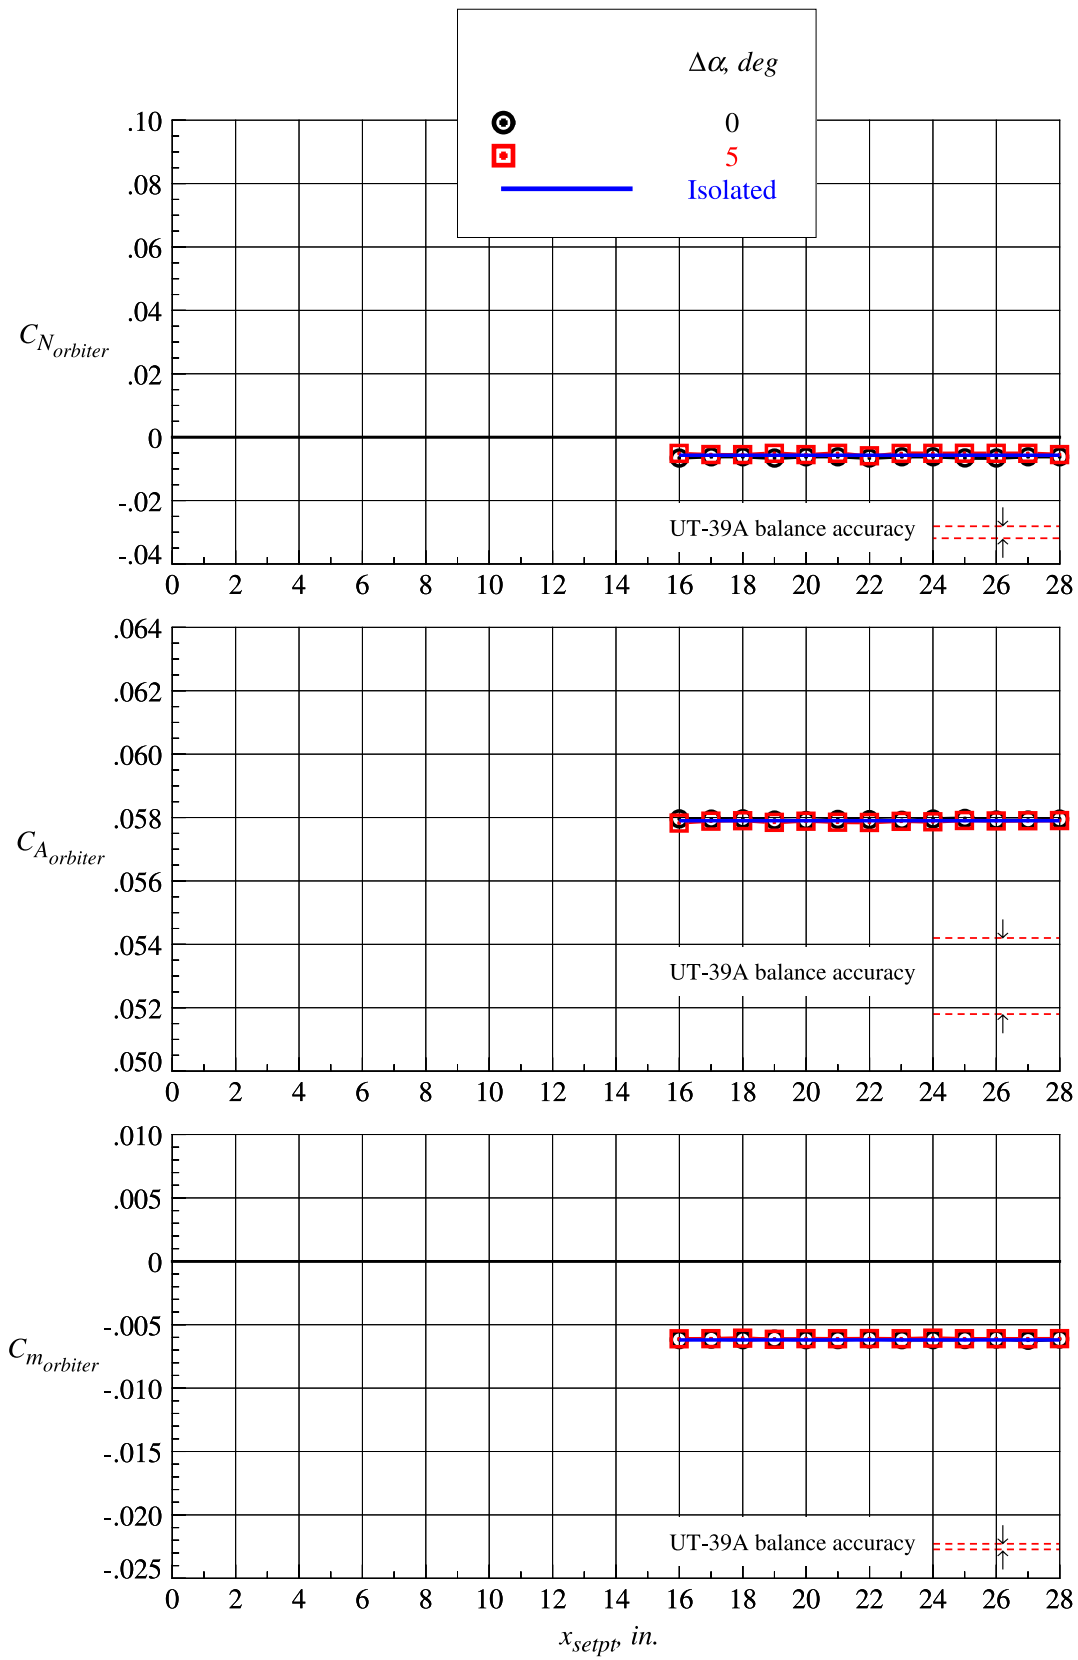 Δα, deg
0
5
Isolated
.10
.08
.06
.04
.02
0
-.02
-.04
C_N_orbiter
UT-39A balance accuracy
0 2 4 6 8 10 12 14 16 18 20 22 24 26 28
.064
.062
.060
.058
.056
.054
.052
.050
C_A_orbiter
UT-39A balance accuracy
0 2 4 6 8 10 12 14 16 18 20 22 24 26 28
.010
.005
0
-.005
-.010
-.015
-.020
-.025
C_m_orbiter
UT-39A balance accuracy
0 2 4 6 8 10 12 14 16 18 20 22 24 26 28
x_setpt, in.